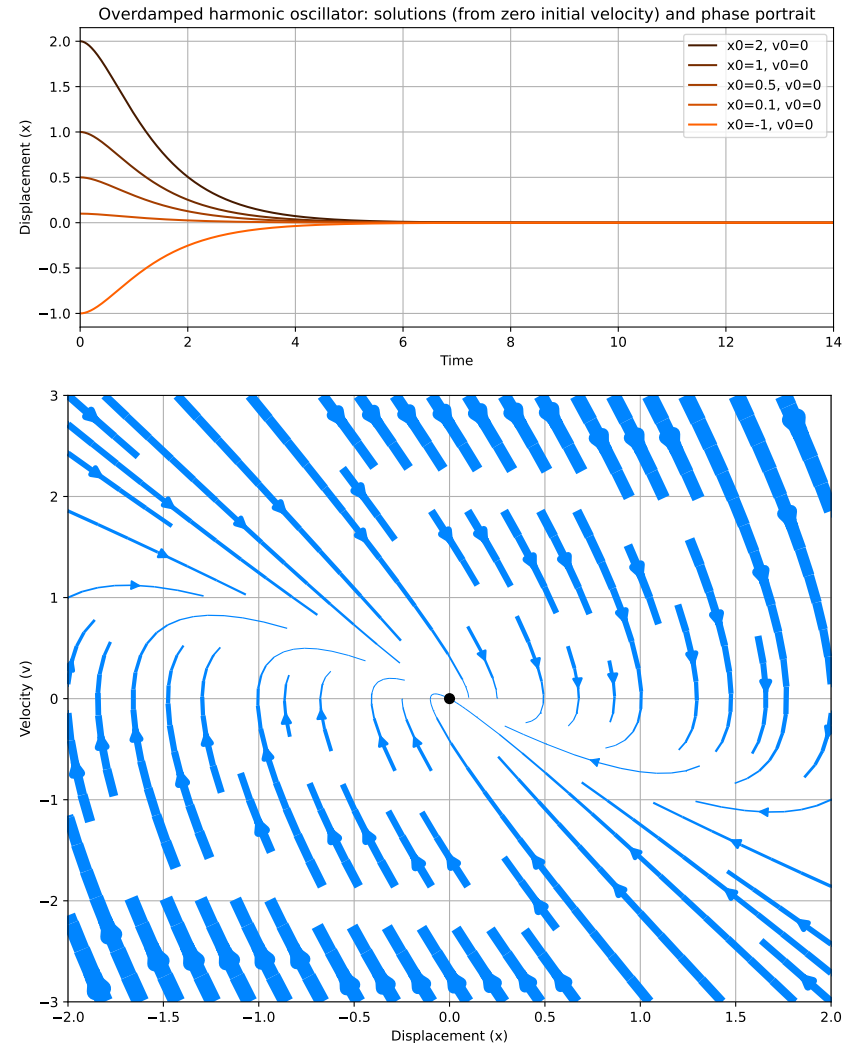 Overdamped harmonic oscillator: solutions (from zero initial velocity) and phase portrait
2.0
1.5
1.0
0.5
0.0
−0.5
−1.0
Displacement (x)
x0=2, v0=0
x0=1, v0=0
x0=0.5, v0=0
x0=0.1, v0=0
x0=-1, v0=0
0 2 4 6 8 10 12 14
Time
3
2
1
0
−1
−2
−3
Velocity (v)
−2.0 −1.5 −1.0 −0.5 0.0 0.5 1.0 1.5 2.0
Displacement (x)